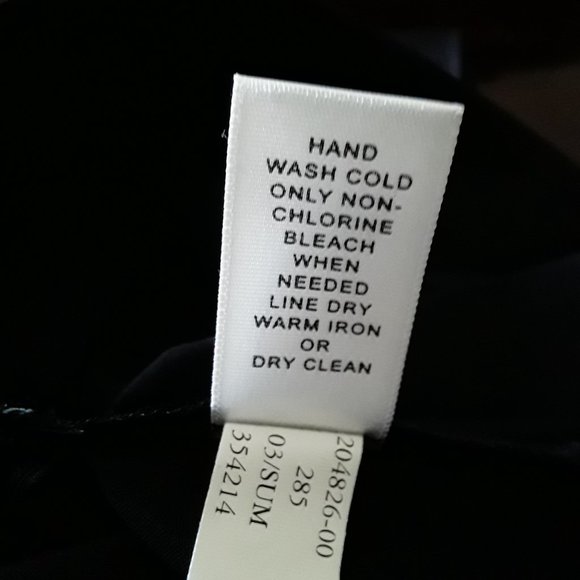 HAND
WASH COLD
ONLY NON-
CHLORINE
BLEACH
WHEN
NEEDED
LINE DRY
WARM IRON
OR
DRY CLEAN
204826-00
285
03/SUM
354214